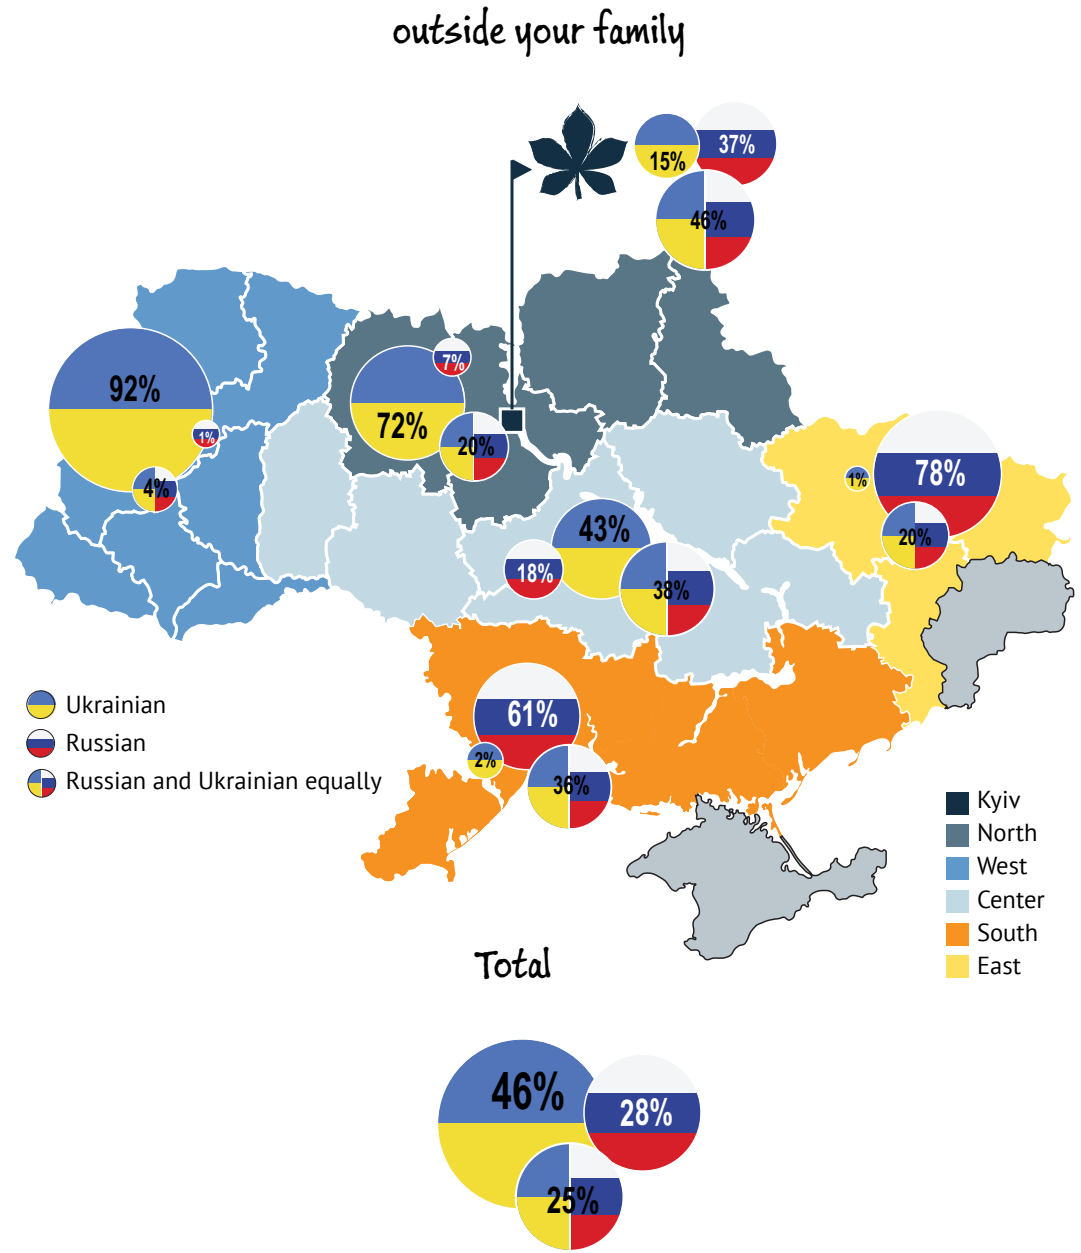 outside your family
15%
37%
46%
92%
1%
4%
7%
72%
20%
1%
78%
20%
43%
18%
38%
61%
2%
36%
Ukrainian
Russian
Russian and Ukrainian equally
Kyiv
North
West
Center
South
East
Total
46%
28%
25%